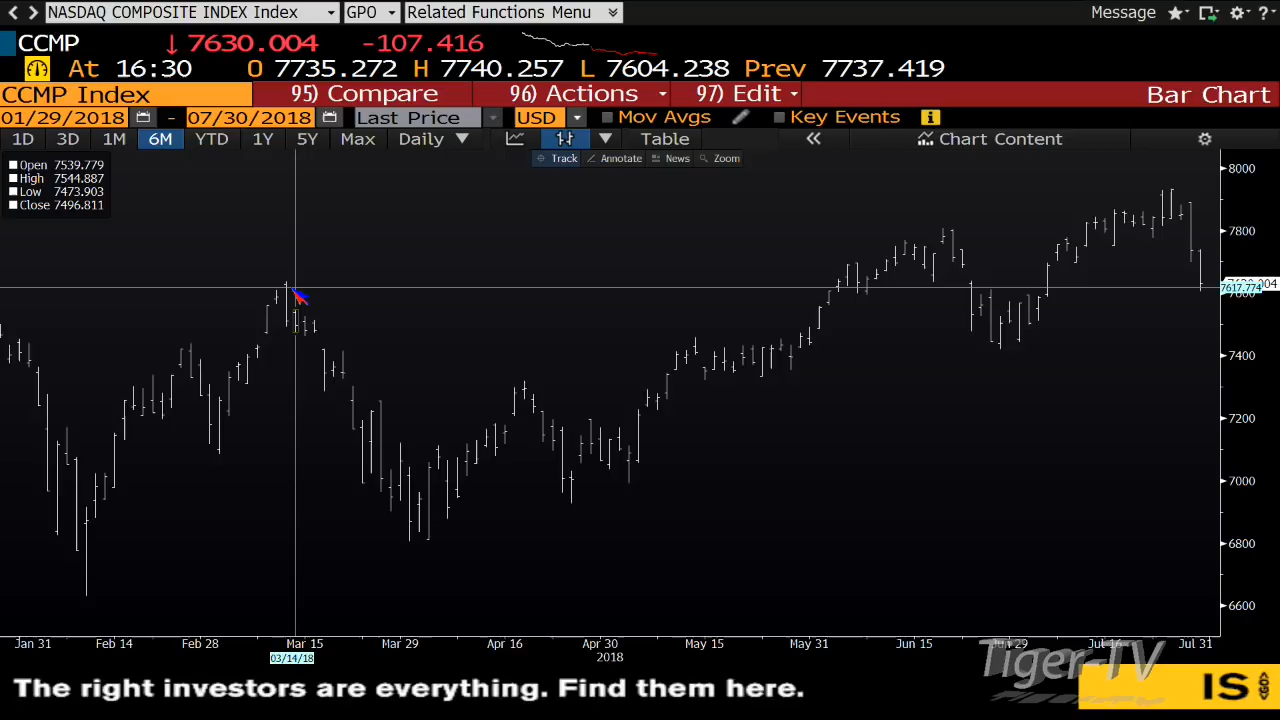 NASDAQ COMPOSITE INDEX Index GPO Related Functions Menu Message
CCMP 7630.004 -107.416
At 16:30 O 7735.272 H 7740.257 L 7604.238 Prev 7737.419
CCMP Index 95) Compare 96) Actions 97) Edit Bar Chart
01/29/2018 - 07/30/2018 Last Price USD Mov Avgs Key Events
1D 3D 1M 6M YTD 1Y 5Y Max Daily Table Chart Content
Track Annotate News Zoom
Open 7539.779
High 7544.887
Low 7473.903
Close 7496.811
8000
7800
7617.774
7400
7200
7000
6800
6600
Jan 31 Feb 14 Feb 28 Mar 15 Mar 29 Apr 16 Apr 30 May 15 May 31 Jun 15 Jun 29 Jul 16 Jul 31
03/14/18 2018
Tiger-TV
The right investors are everything. Find them here. IS